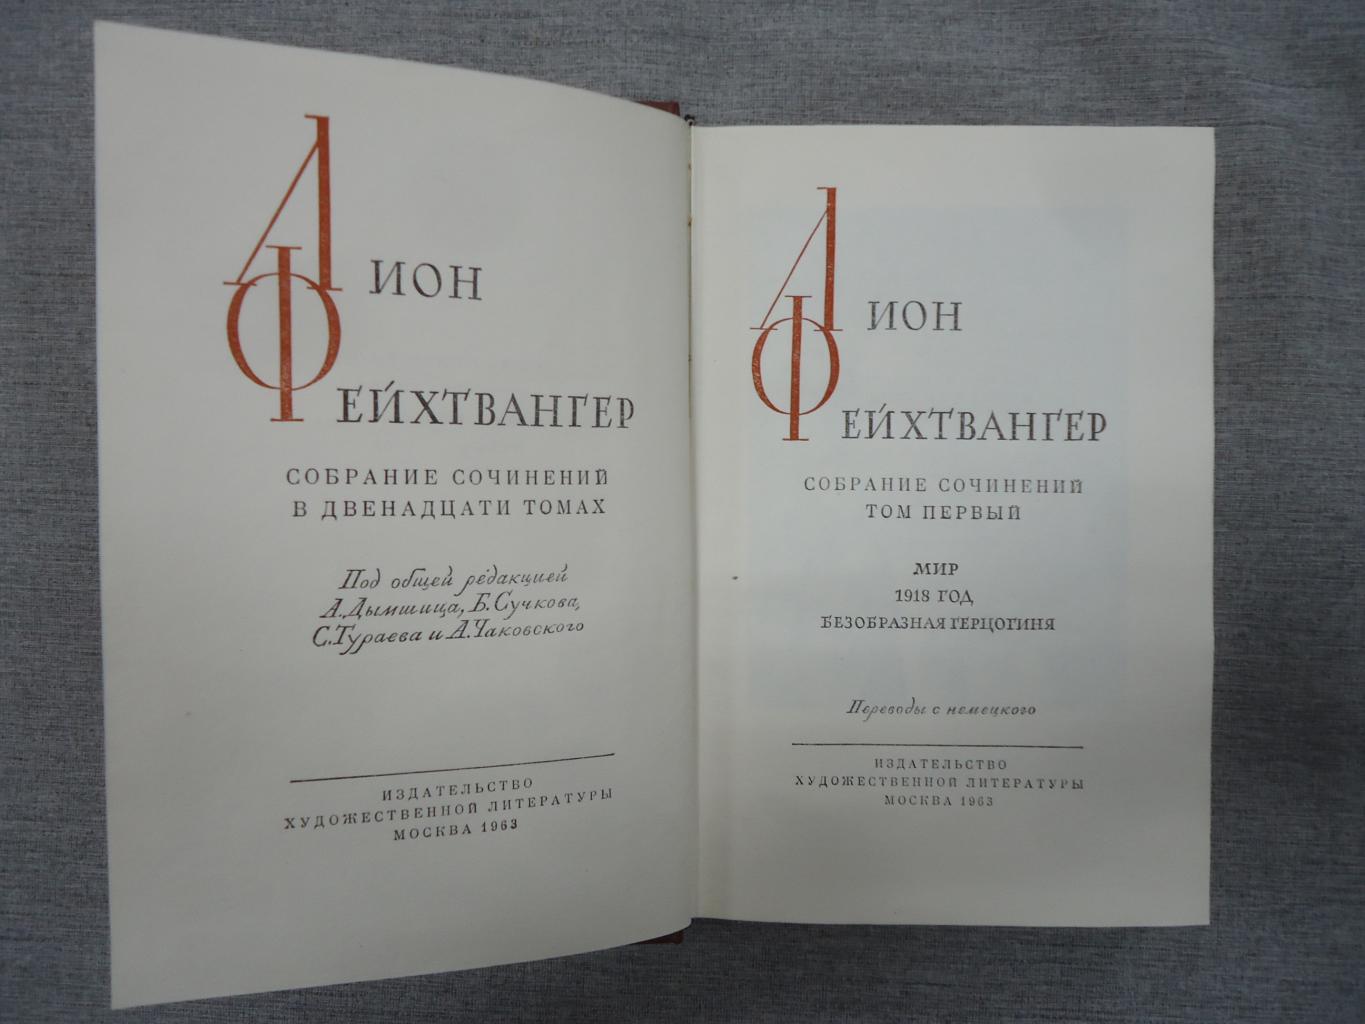 ЛИОН
ФЕЙХТВАНГЕР
СОБРАНИЕ СОЧИНЕНИЙ
В ДВЕНАДЦАТИ ТОМАХ
Под общей редакцией
А. Дымшица, Б. Сучкова,
С. Тураева и А. Чаковского
ИЗДАТЕЛЬСТВО
ХУДОЖЕСТВЕННОЙ ЛИТЕРАТУРЫ
МОСКВА 1963
ЛИОН
ФЕЙХТВАНГЕР
СОБРАНИЕ СОЧИНЕНИЙ
ТОМ ПЕРВЫЙ
МИР
1918 ГОД
БЕЗОБРАЗНАЯ ГЕРЦОГИНЯ
Переводы с немецкого
ИЗДАТЕЛЬСТВО
ХУДОЖЕСТВЕННОЙ ЛИТЕРАТУРЫ
МОСКВА 1963